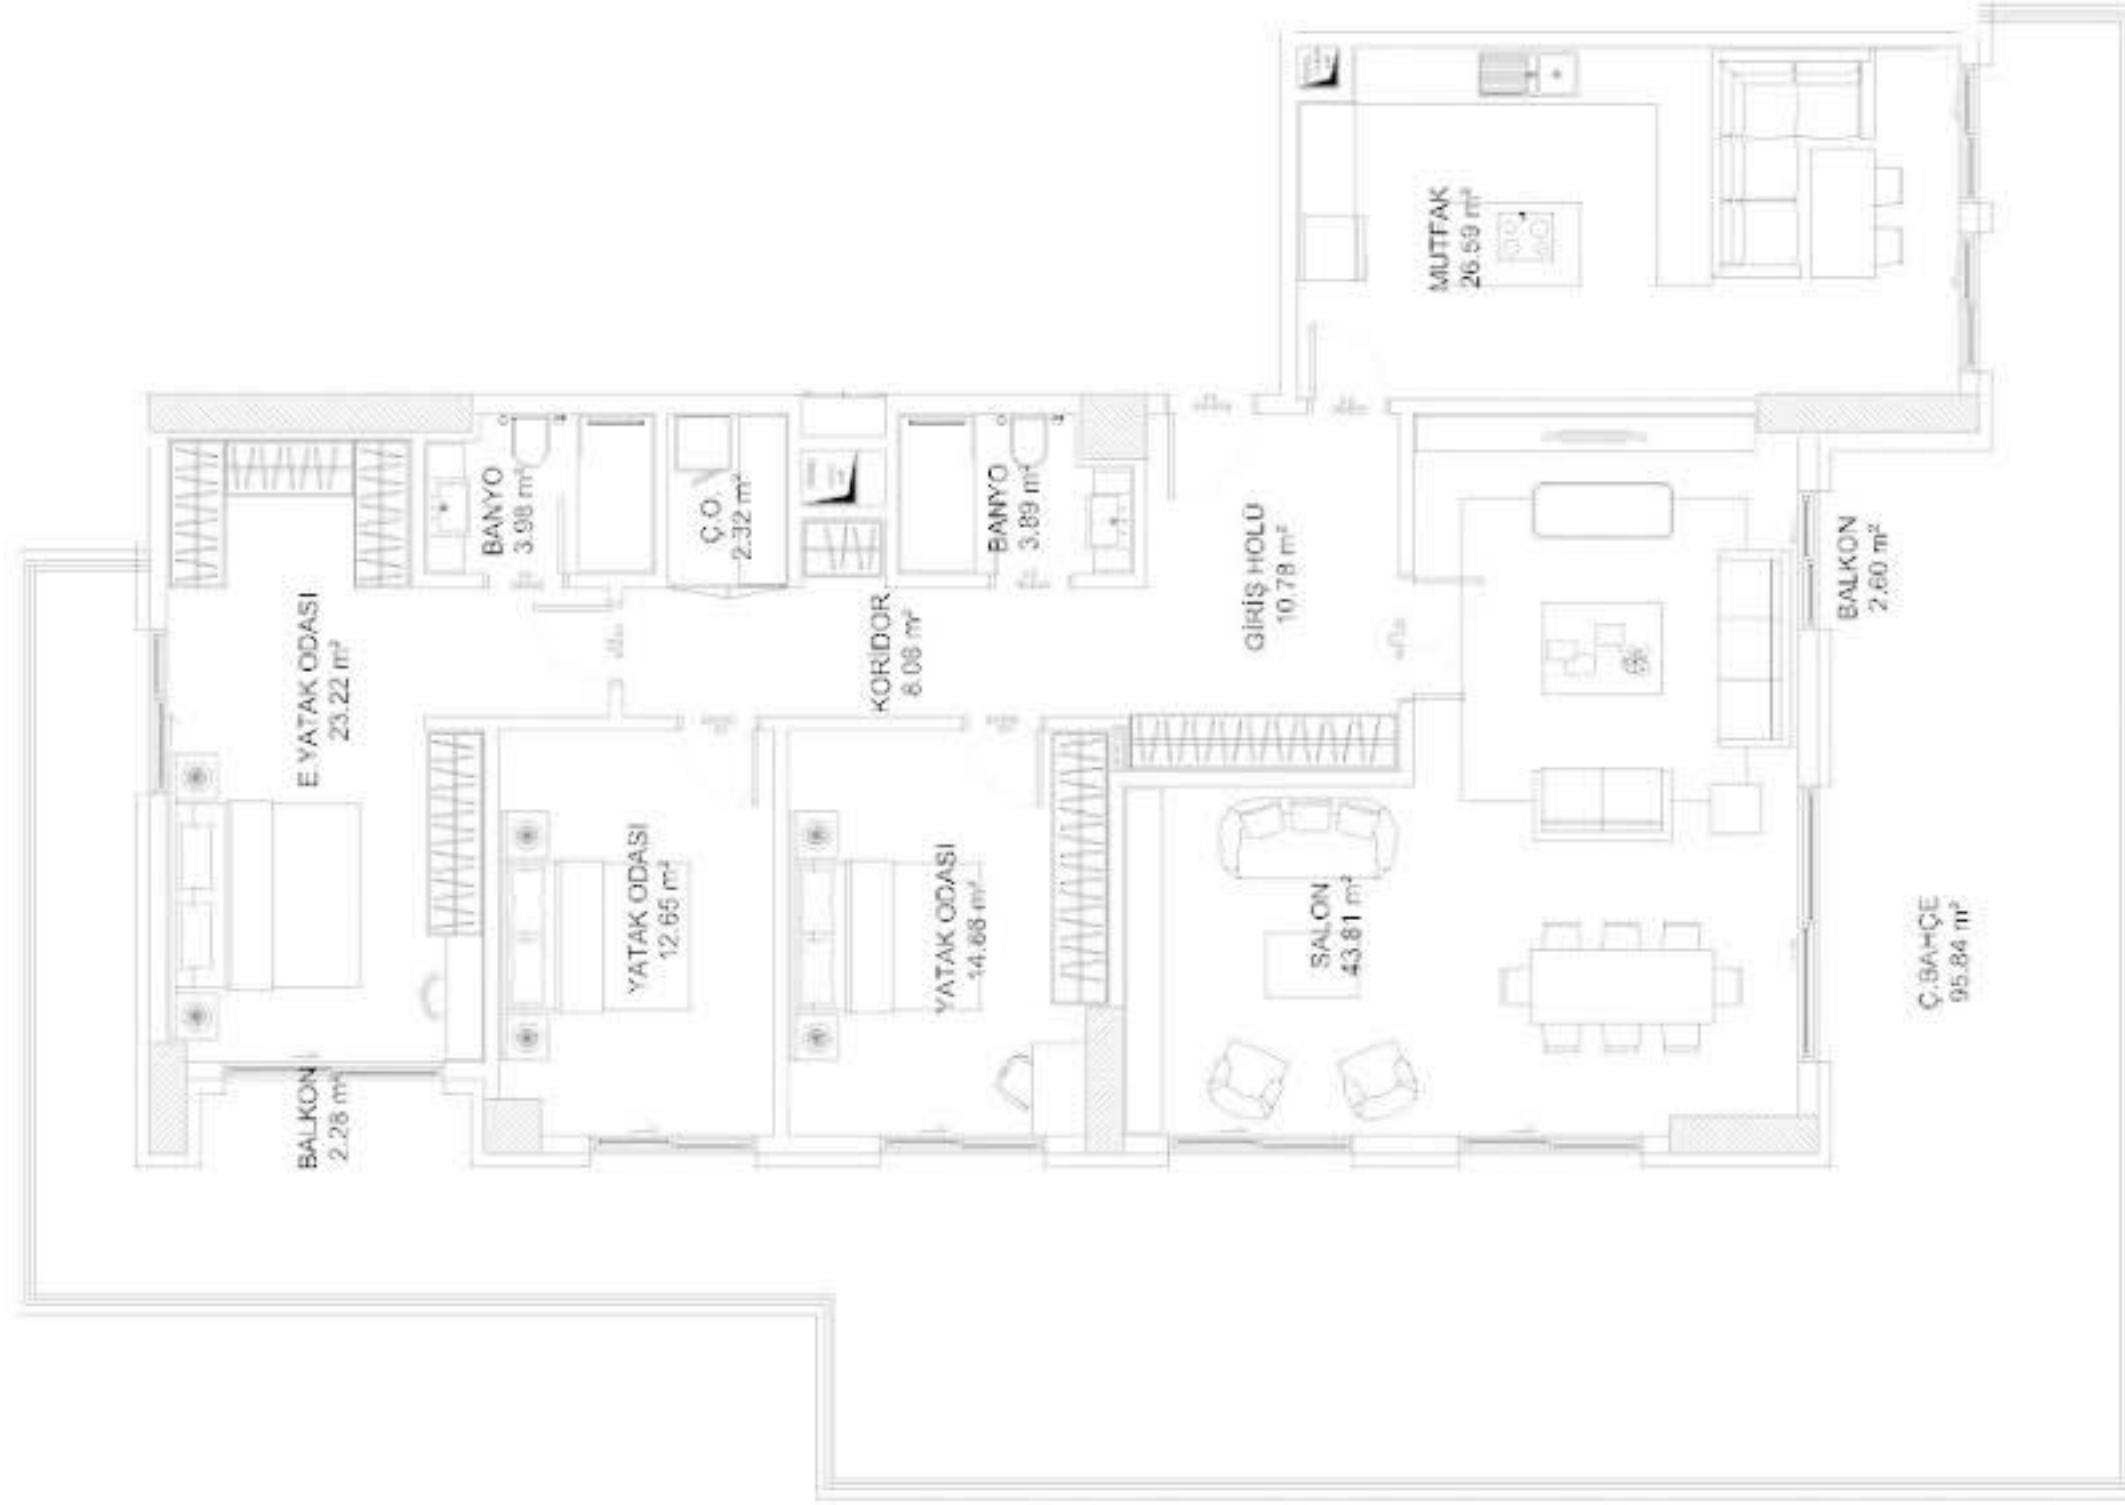 E.YATAK ODASI
23.22 m²
BALKON
2.28 m²
BANYO
3.98 m²
YATAK ODASI
12.65 m²
Ç.O.
2.32 m²
KORİDOR
8.08 m²
YATAK ODASI
14.68 m²
BANYO
3.89 m²
GİRİŞ HOLÜ
10.78 m²
SALON
43.81 m²
MUTFAK
26.59 m²
BALKON
2.60 m²
Ç.BAHÇE
95.84 m²